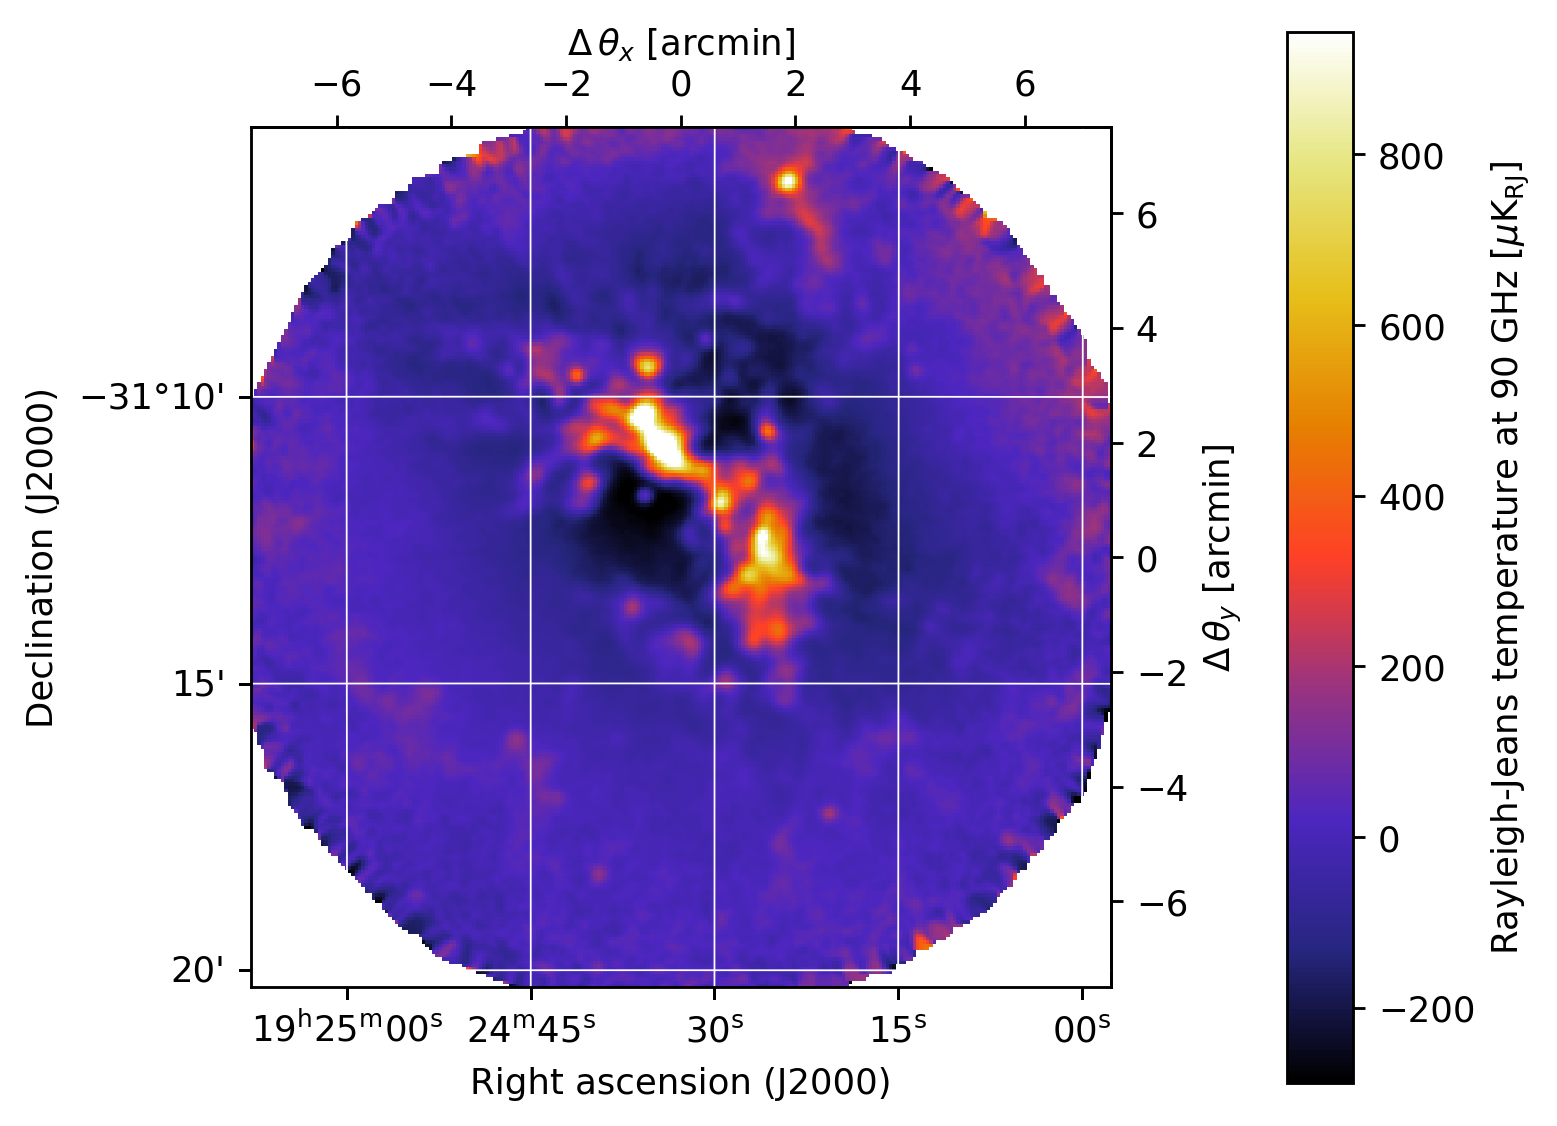 Δ θx [arcmin]
−6 −4 −2 0 2 4 6
Declination (J2000)
−31°10'
15'
20'
6
4
2
0
−2
−4
−6
Δ θy [arcmin]
19h25m00s 24m45s 30s 15s 00s
Right ascension (J2000)
800
600
400
200
0
−200
Rayleigh-Jeans temperature at 90 GHz [μKRJ]